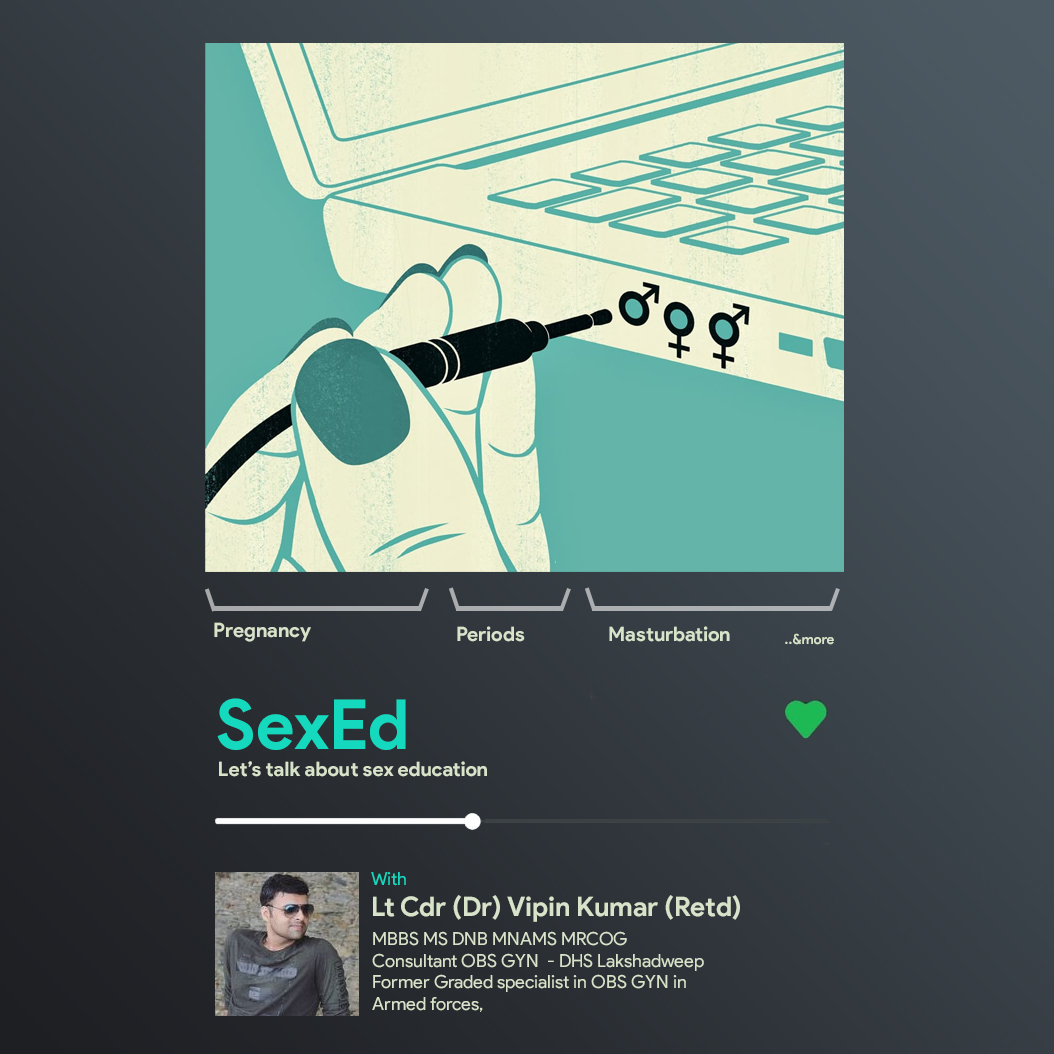 Pregnancy
Periods
Masturbation
..&more
SexEd
Let's talk about sex education
With
Lt Cdr (Dr) Vipin Kumar (Retd)
MBBS MS DNB MNAMS MRCOG
Consultant OBS GYN - DHS Lakshadweep
Former Graded specialist in OBS GYN in
Armed forces,